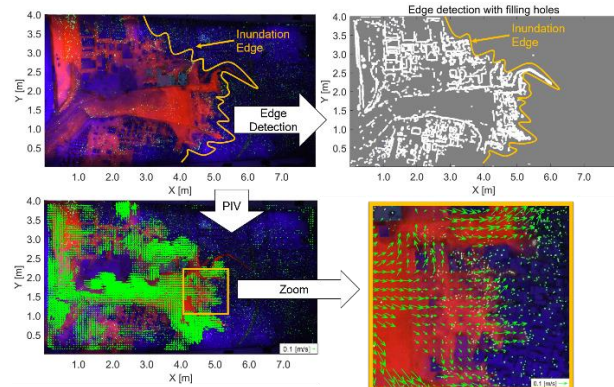 Edge detection with filling holes
4.0
3.5
3.0
2.5
2.0
1.5
1.0
0.5
Y [m]
Inundation
Edge
1.0 2.0 3.0 4.0 5.0 6.0 7.0
X [m]
Edge
Detection
4.0
3.5
3.0
2.5
2.0
1.5
1.0
0.5
Y [m]
Inundation
Edge
1.0 2.0 3.0 4.0 5.0 6.0 7.0
X [m]
PIV
4.0
3.5
3.0
2.5
2.0
1.5
1.0
0.5
Y [m]
0.1 [m/s]
1.0 2.0 3.0 4.0 5.0 6.0 7.0
X [m]
Zoom
0.1 [m/s]